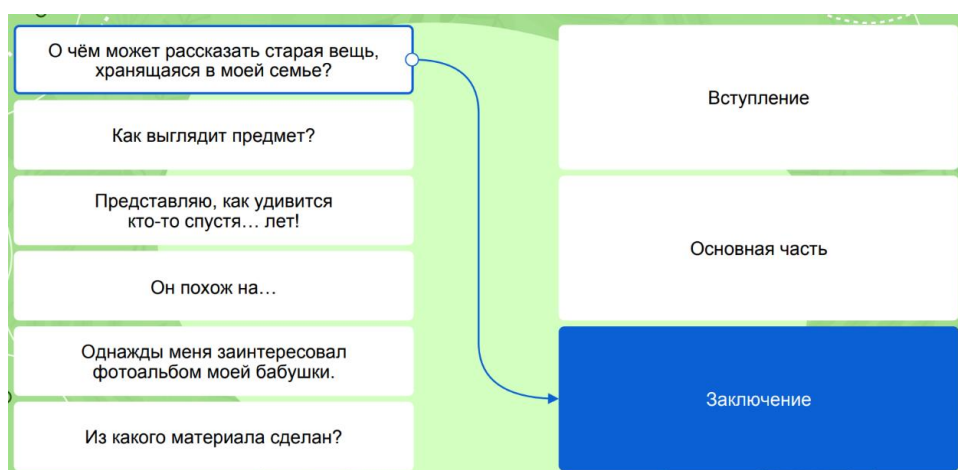 О чём может рассказать старая вещь,
хранящаяся в моей семье?
Как выглядит предмет?
Представляю, как удивится
кто-то спустя... лет!
Он похож на...
Однажды меня заинтересовал
фотоальбом моей бабушки.
Из какого материала сделан?
Вступление
Основная часть
Заключение